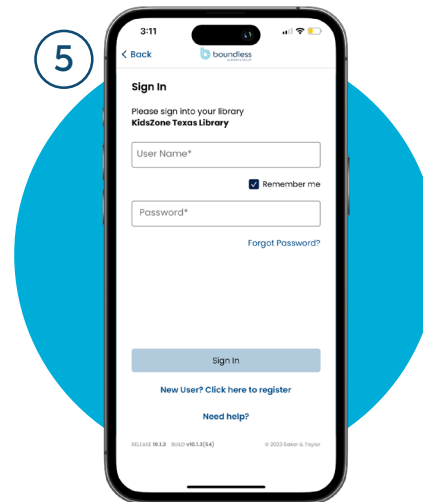 5
3:11
Back
boundless
Sign In
Please sign into your library
KidsZone Texas Library
User Name*
Remember me
Password*
Forgot Password?
Sign In
New User? Click here to register
Need help?
RELEASE 10.1.3 BUILD v10.1.3(54) © 2023 Baker & Taylor